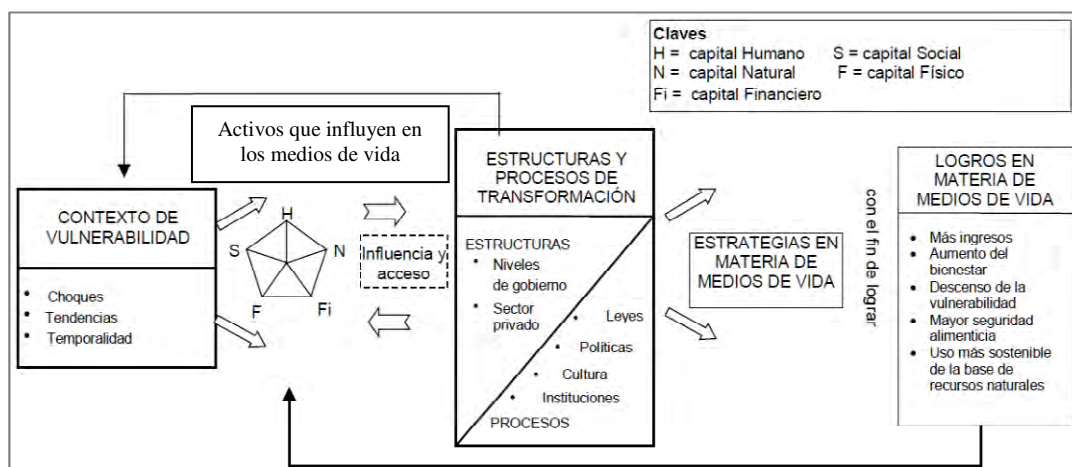 Claves
H = capital Humano S = capital Social
N = capital Natural F = capital Físico
Fi = capital Financiero
Activos que influyen en
los medios de vida
CONTEXTO DE
VULNERABILIDAD
• Choques
• Tendencias
• Temporalidad
H
S
N
F
Fi
Influencia y
acceso
ESTRUCTURAS Y
PROCESOS DE
TRANSFORMACIÓN
ESTRUCTURAS
• Niveles
de gobierno
• Sector
privado
• Leyes
• Políticas
• Cultura
• Instituciones
PROCESOS
ESTRATEGIAS EN
MATERIA DE
MEDIOS DE VIDA
con el fin de lograr
LOGROS EN
MATERIA DE
MEDIOS DE VIDA
• Más ingresos
• Aumento del
bienestar
• Descenso de la
vulnerabilidad
• Mayor seguridad
alimenticia
• Uso más sostenible
de la base de
recursos naturales